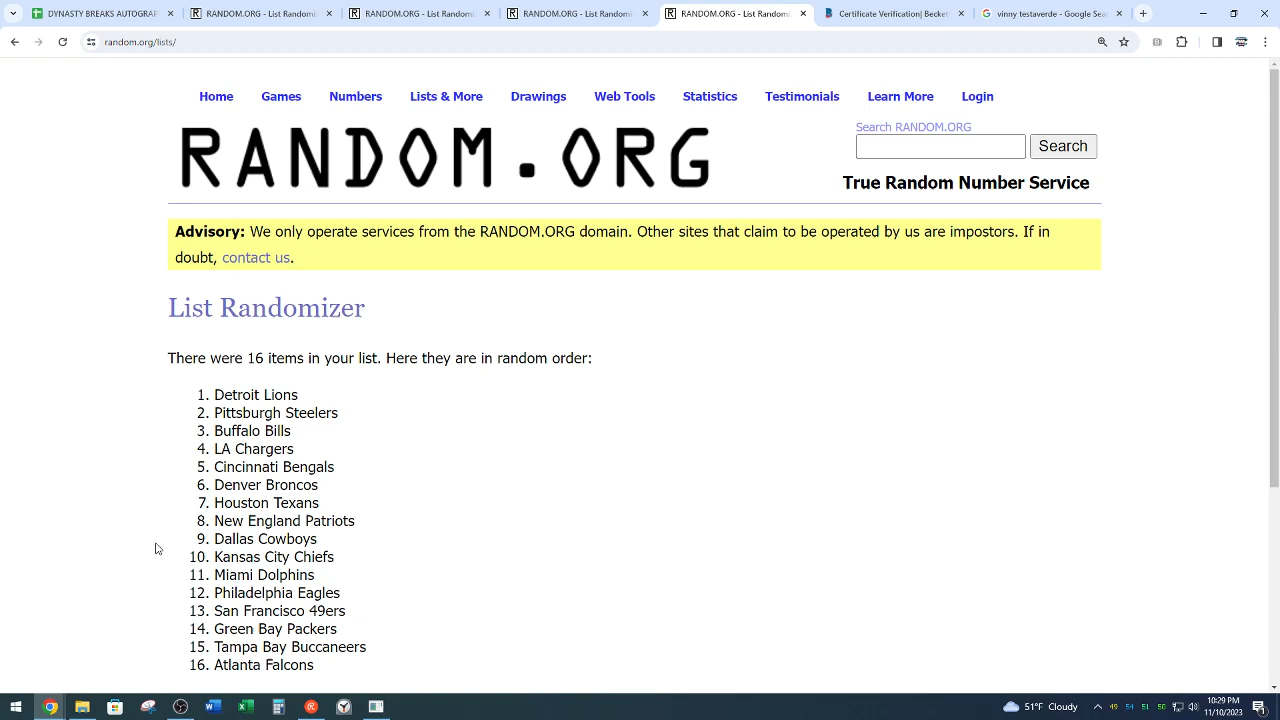 DYNASTY BREAKS AUTOGRAP
RANDOM.ORG - List Randomi
RANDOM.ORG - List Randomi
RANDOM.ORG - List Randomi
RANDOM.ORG - List Randomi
Certificate Verification| Becket
vinny testaverde - Google Sea
random.org/lists/
Home Games Numbers Lists & More Drawings Web Tools Statistics Testimonials Learn More Login
RANDOM.ORG
Search RANDOM.ORG
Search
True Random Number Service
Advisory: We only operate services from the RANDOM.ORG domain. Other sites that claim to be operated by us are impostors. If in
doubt, contact us.
List Randomizer
There were 16 items in your list. Here they are in random order:
1. Detroit Lions
2. Pittsburgh Steelers
3. Buffalo Bills
4. LA Chargers
5. Cincinnati Bengals
6. Denver Broncos
7. Houston Texans
8. New England Patriots
9. Dallas Cowboys
10. Kansas City Chiefs
11. Miami Dolphins
12. Philadelphia Eagles
13. San Francisco 49ers
14. Green Bay Packers
15. Tampa Bay Buccaneers
16. Atlanta Falcons
51°F Cloudy
49 54 51 50
10:29 PM
11/10/2023